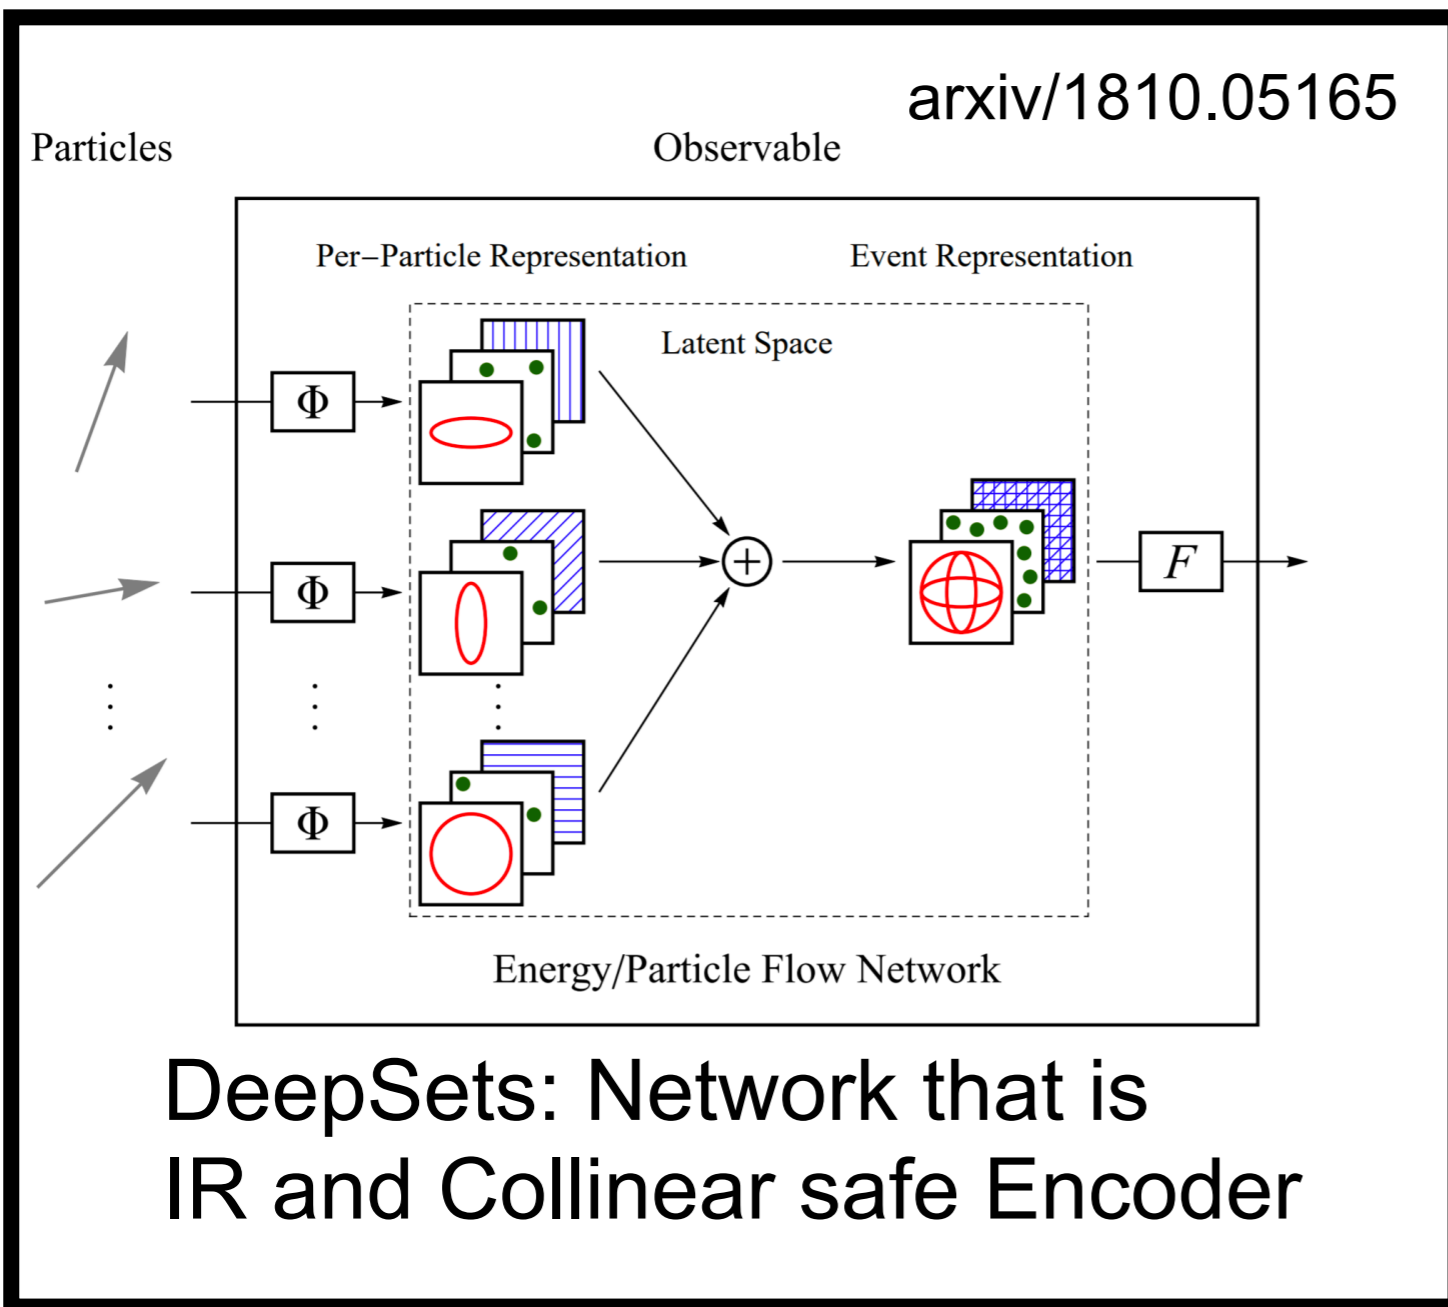 arxiv/1810.05165
Particles
Observable
Per−Particle Representation
Event Representation
Latent Space
Φ
Φ
Φ
F
Energy/Particle Flow Network
DeepSets: Network that is
IR and Collinear safe Encoder